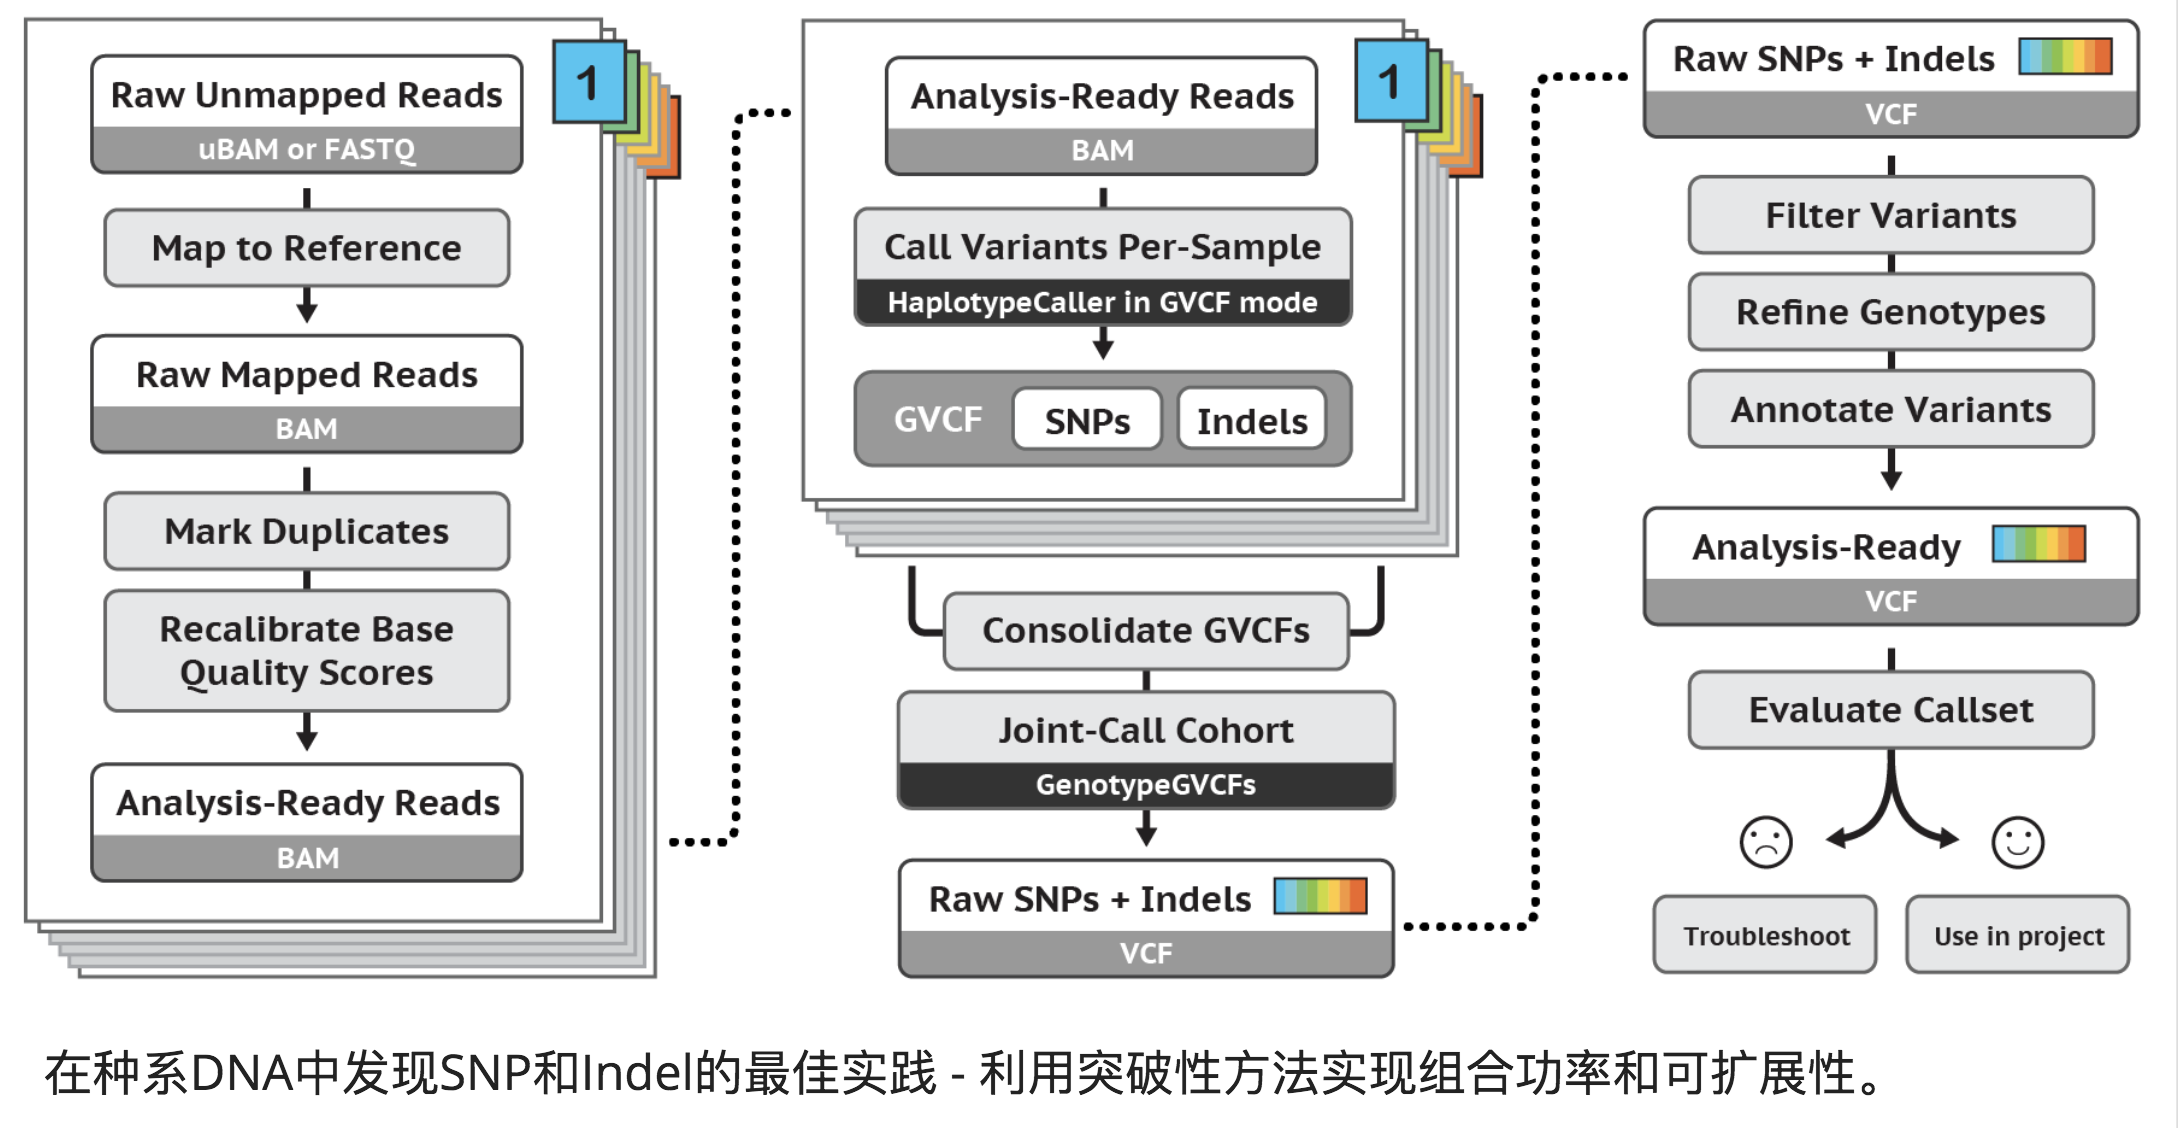 1
Raw Unmapped Reads
uBAM or FASTQ
Map to Reference
Raw Mapped Reads
BAM
Mark Duplicates
Recalibrate Base
Quality Scores
Analysis-Ready Reads
BAM
1
Analysis-Ready Reads
BAM
Call Variants Per-Sample
HaplotypeCaller in GVCF mode
GVCF SNPs Indels
Consolidate GVCFs
Joint-Call Cohort
GenotypeGVCFs
Raw SNPs + Indels
VCF
Raw SNPs + Indels
VCF
Filter Variants
Refine Genotypes
Annotate Variants
Analysis-Ready
VCF
Evaluate Callset
Troubleshoot
Use in project
在种系DNA中发现SNP和Indel的最佳实践 - 利用突破性方法实现组合功率和可扩展性。